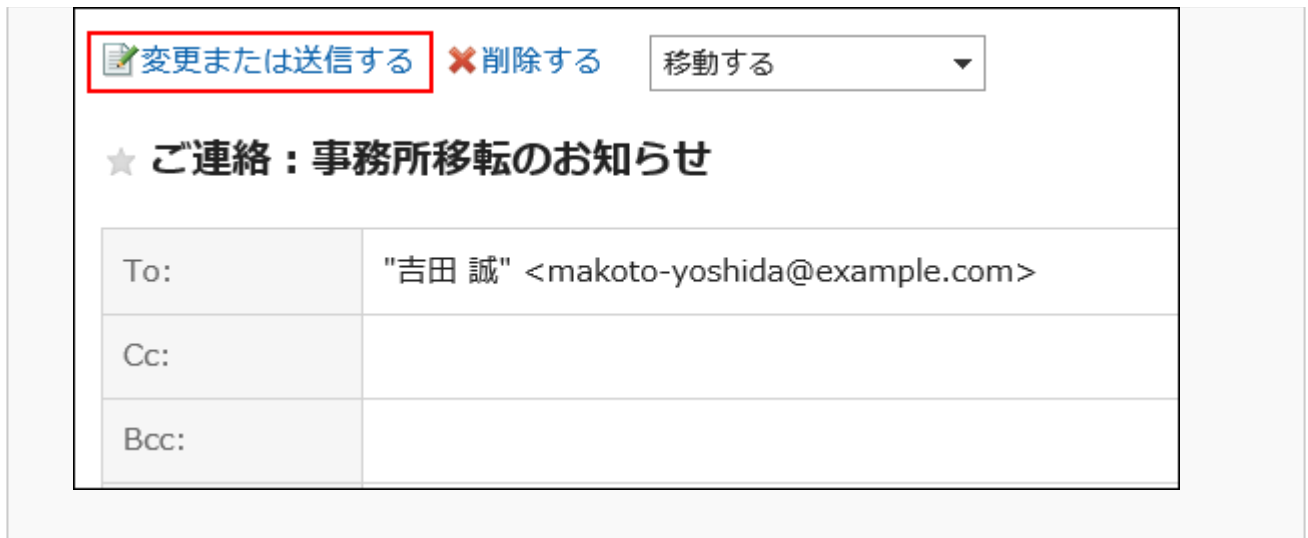 変更または送信する 削除する 移動する
ご連絡：事務所移転のお知らせ
To: "吉田 誠" <makoto-yoshida@example.com>
Cc:
Bcc: